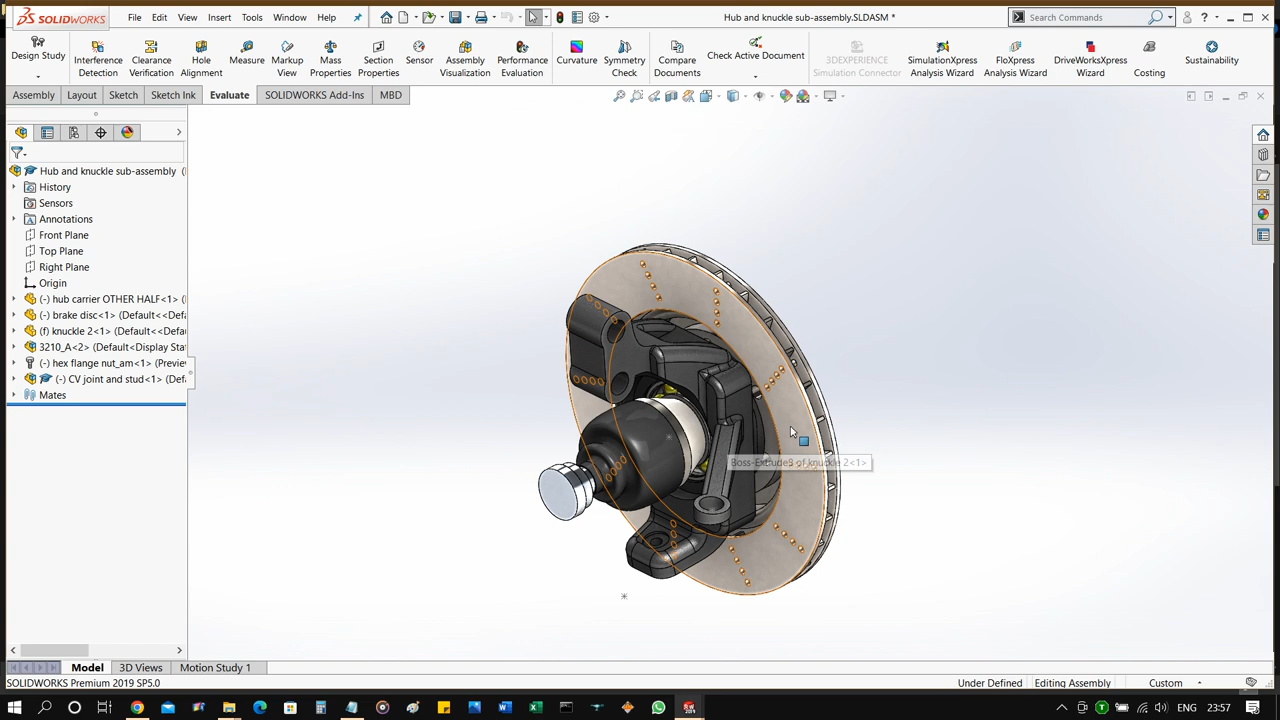 SOLIDWORKS File Edit View Insert Tools Window Help Hub and knuckle sub-assembly.SLDASM * Search Commands
Design Study
Interference Detection
Clearance Verification
Hole Alignment
Measure
Markup View
Mass Properties
Section Properties
Sensor
Assembly Visualization
Performance Evaluation
Curvature
Symmetry Check
Compare Documents
Check Active Document
3DEXPERIENCE Simulation Connector
SimulationXpress Analysis Wizard
FloXpress Analysis Wizard
DriveWorksXpress Wizard
Costing
Sustainability
Assembly Layout Sketch Sketch Ink Evaluate SOLIDWORKS Add-Ins MBD
Hub and knuckle sub-assembly (
History
Sensors
Annotations
Front Plane
Top Plane
Right Plane
Origin
(-) hub carrier OTHER HALF<1> (
(-) brake disc<1> (Default<<Defa
(f) knuckle 2<1> (Default<<Defau
3210_A<2> (Default<Display Sta
(-) hex flange nut_am<1> (Previe
(-) CV joint and stud<1> (Def
Mates
Boss-Extrude8 of knuckle 2<1>
Model 3D Views Motion Study 1
SOLIDWORKS Premium 2019 SP5.0 Under Defined Editing Assembly Custom
ENG 23:57